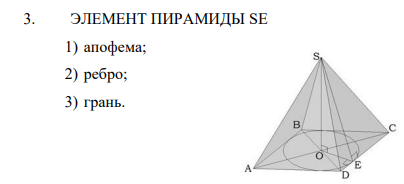 3. ЭЛЕМЕНТ ПИРАМИДЫ SE
1) апофема;
2) ребро;
3) грань.
S
B
C
O
E
A
D